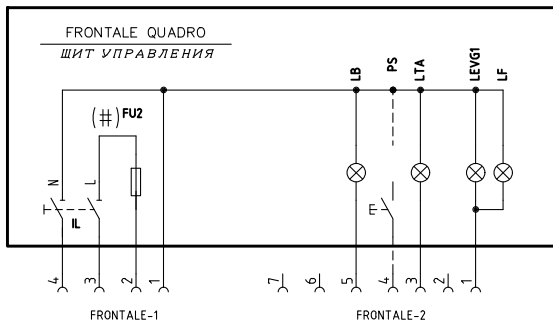 FRONTALE QUADRO
ЩИТ УПРАВЛЕНИЯ
LB PS LTA LEVG1 LF
(#) FU2
N L
IL
4 3 2 1 7 6 5 4 3 2 1
FRONTALE-1 FRONTALE-2